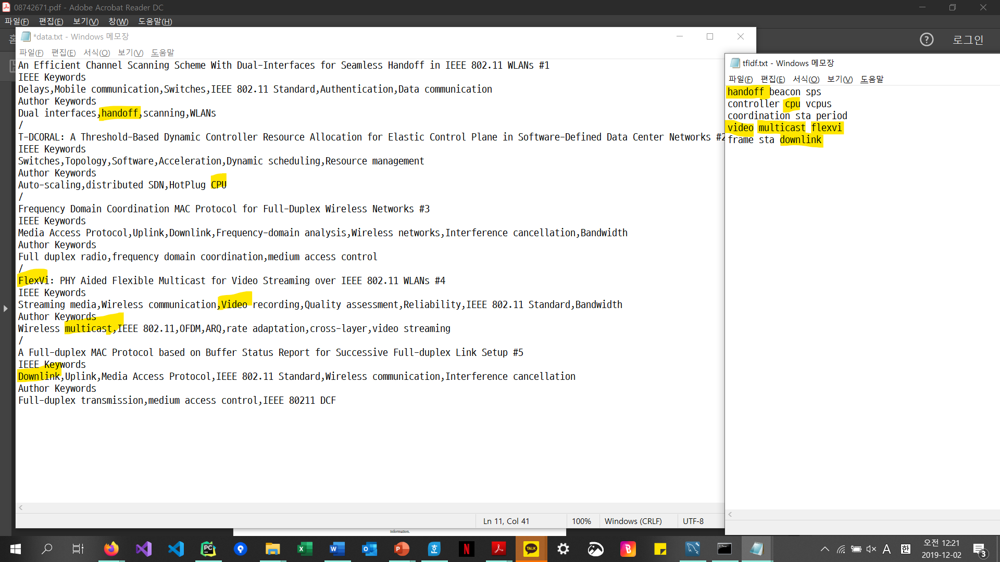 08742671.pdf - Adobe Acrobat Reader DC
파일(F) 편집(E) 보기(V) 창(W) 도움말(H)
로그인
*data.txt - Windows 메모장
파일(F) 편집(E) 서식(O) 보기(V) 도움말
An Efficient Channel Scanning Scheme With Dual-Interfaces for Seamless Handoff in IEEE 802.11 WLANs #1
IEEE Keywords
Delays,Mobile communication,Switches,IEEE 802.11 Standard,Authentication,Data communication
Author Keywords
Dual interfaces,handoff,scanning,WLANs
/
T-DCORAL: A Threshold-Based Dynamic Controller Resource Allocation for Elastic Control Plane in Software-Defined Data Center Networks #2
IEEE Keywords
Switches,Topology,Software,Acceleration,Dynamic scheduling,Resource management
Author Keywords
Auto-scaling,distributed SDN,HotPlug CPU
/
Frequency Domain Coordination MAC Protocol for Full-Duplex Wireless Networks #3
IEEE Keywords
Media Access Protocol,Uplink,Downlink,Frequency-domain analysis,Wireless networks,Interference cancellation,Bandwidth
Author Keywords
Full duplex radio,frequency domain coordination,medium access control
/
FlexVi: PHY Aided Flexible Multicast for Video Streaming over IEEE 802.11 WLANs #4
IEEE Keywords
Streaming media,Wireless communication,Video recording,Quality assessment,Reliability,IEEE 802.11 Standard,Bandwidth
Author Keywords
Wireless multicast,IEEE 802.11,OFDM,ARQ,rate adaptation,cross-layer,video streaming
/
A Full-duplex MAC Protocol based on Buffer Status Report for Successive Full-duplex Link Setup #5
IEEE Keywords
Downlink,Uplink,Media Access Protocol,IEEE 802.11 Standard,Wireless communication,Interference cancellation
Author Keywords
Full-duplex transmission,medium access control,IEEE 80211 DCF
Ln 11, Col 41 100% Windows (CRLF) UTF-8
information.
tfidf.txt - Windows 메모장
파일(F) 편집(E) 서식(O) 보기(V) 도움말
handoff beacon sps
controller cpu vcpus
coordination sta period
video multicast flexvi
frame sta downlink
TALK
A 한
오전 12:21
2019-12-02
3